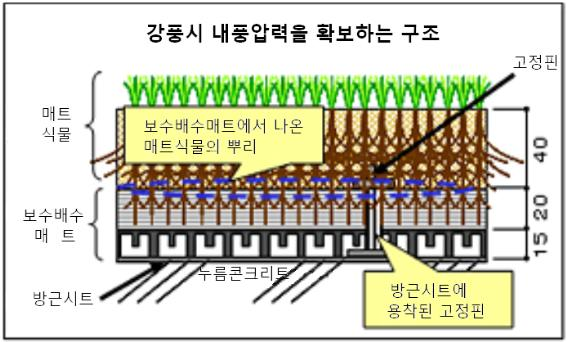 강풍시 내풍압력을 확보하는 구조
고정핀
매트
식물
보수배수매트에서 나온
매트식물의 뿌리
40
보수배수
매 트
20
15
누름콘크리트
방근시트
방근시트에
용착된 고정핀